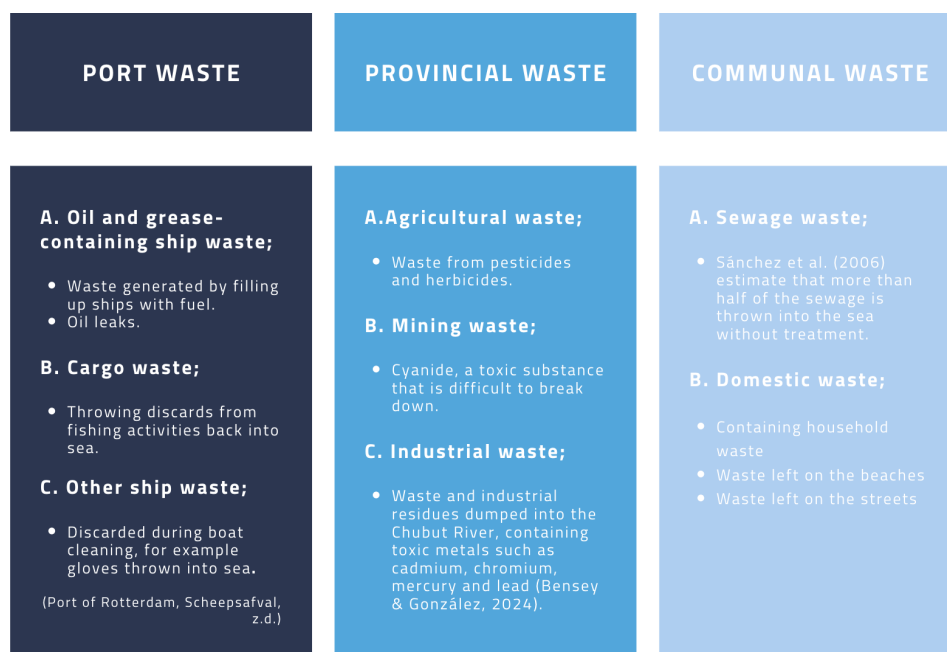 PORT WASTE
A. Oil and grease-
containing ship waste;
• Waste generated by filling
up ships with fuel.
• Oil leaks.
B. Cargo waste;
• Throwing discards from
fishing activities back into
sea.
C. Other ship waste;
• Discarded during boat
cleaning, for example
gloves thrown into sea.
(Port of Rotterdam, Scheepsafval,
z.d.)
PROVINCIAL WASTE
A.Agricultural waste;
• Waste from pesticides
and herbicides.
B. Mining waste;
• Cyanide, a toxic substance
that is difficult to break
down.
C. Industrial waste;
• Waste and industrial
residues dumped into the
Chubut River, containing
toxic metals such as
cadmium, chromium,
mercury and lead (Bensey
& González, 2024).
COMMUNAL WASTE
A. Sewage waste;
• Sánchez et al. (2006)
estimate that more than
half of the sewage is
thrown into the sea
without treatment.
B. Domestic waste;
• Containing household
waste
• Waste left on the beaches
• Waste left on the streets